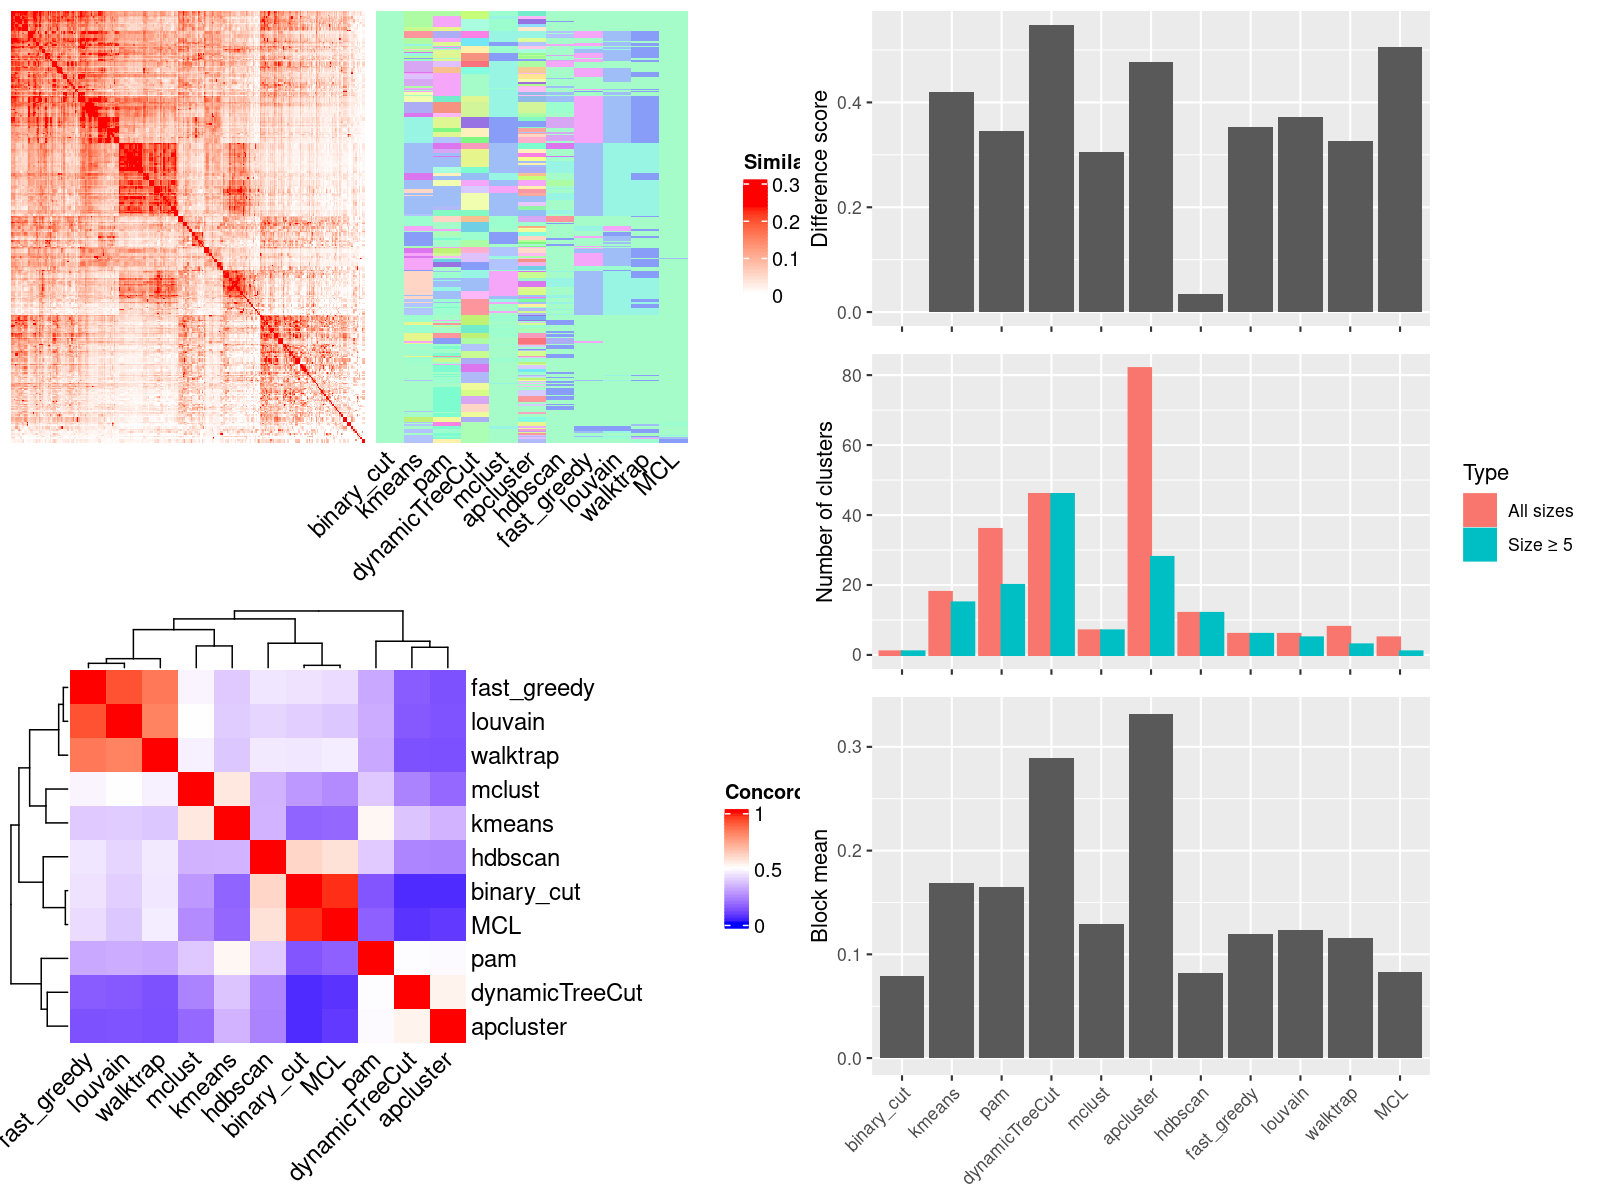 Simila
0.3
0.2
0.1
0
binary_cut
kmeans
pam
dynamicTreeCut
mclust
apcluster
hdbscan
fast_greedy
louvain
walktrap
MCL
fast_greedy
louvain
walktrap
mclust
kmeans
hdbscan
binary_cut
MCL
pam
dynamicTreeCut
apcluster
fast_greedy
louvain
walktrap
mclust
kmeans
hdbscan
binary_cut
MCL
pam
dynamicTreeCut
apcluster
Concord
1
0.5
0
Difference score
0.4
0.2
0.0
Number of clusters
80
60
40
20
0
Type
All sizes
Size ≥ 5
Block mean
0.3
0.2
0.1
0.0
binary_cut
kmeans
pam
dynamicTreeCut
mclust
apcluster
hdbscan
fast_greedy
louvain
walktrap
MCL